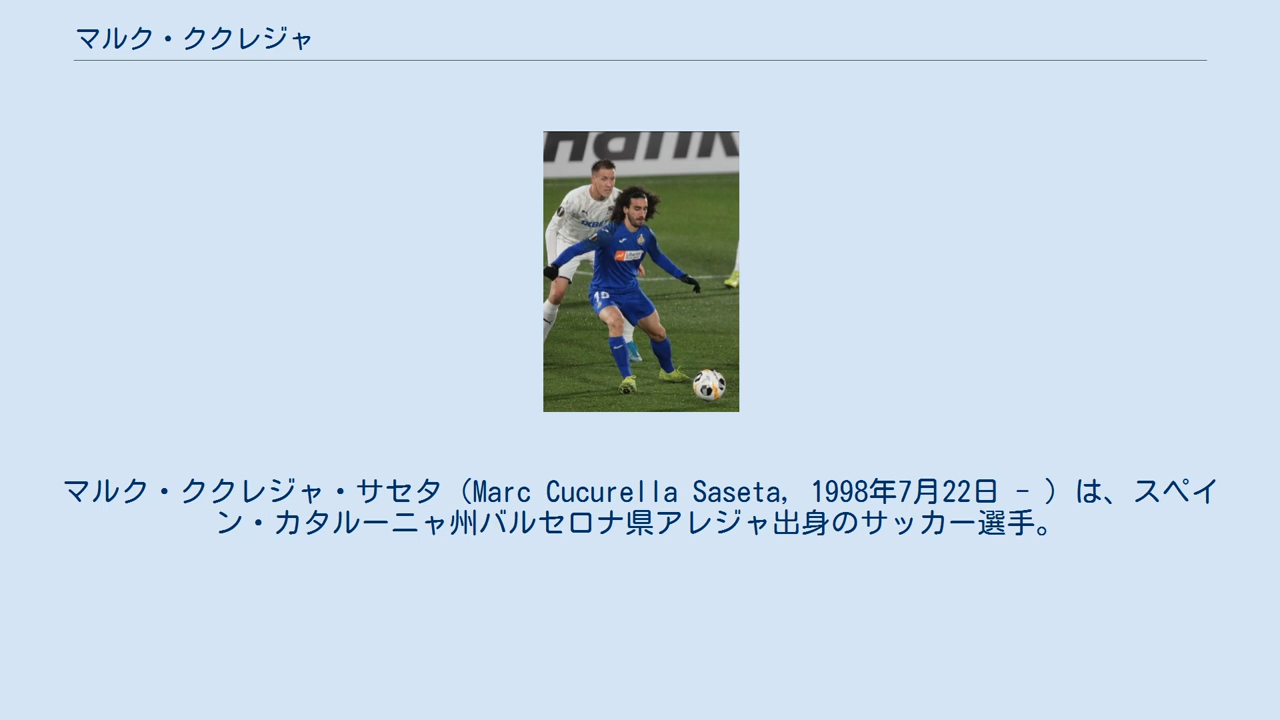 マルク・ククレジャ
マルク・ククレジャ・サセタ（Marc Cucurella Saseta, 1998年7月22日 - ）は、スペイ
ン・カタルーニャ州バルセロナ県アレジャ出身のサッカー選手。